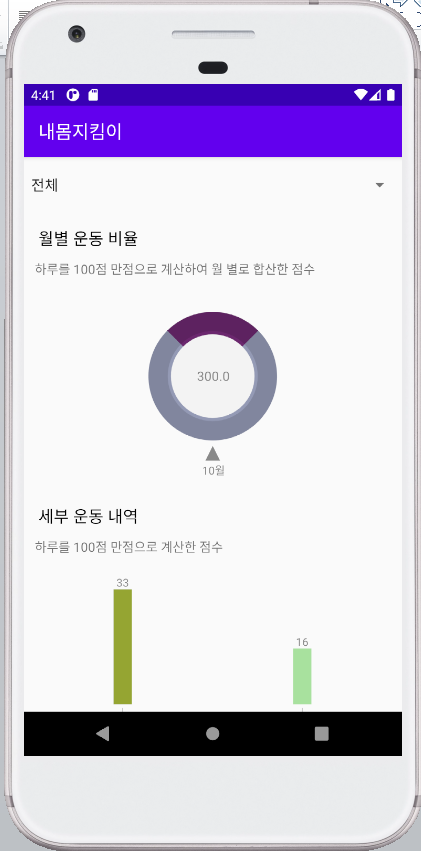 4:41
내몸지킴이
전체
월별 운동 비율
하루를 100점 만점으로 계산하여 월 별로 합산한 점수
300.0
10월
세부 운동 내역
하루를 100점 만점으로 계산한 점수
33
16